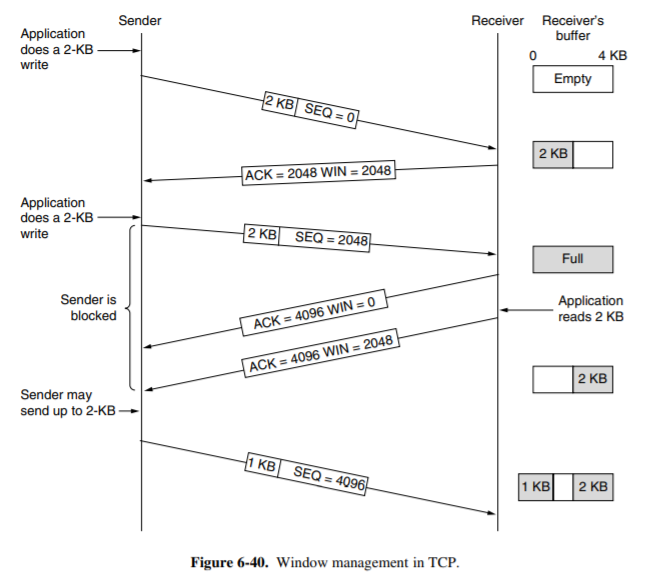 Sender
Receiver
Receiver's
buffer
Application
does a 2-KB
write
0
4 KB
Empty
2 KB
SEQ = 0
2 KB
ACK = 2048 WIN = 2048
Application
does a 2-KB
write
2 KB
SEQ = 2048
Full
Sender is
blocked
Application
reads 2 KB
ACK = 4096 WIN = 0
ACK = 4096 WIN = 2048
2 KB
Sender may
send up to 2-KB
1 KB
SEQ = 4096
1 KB
2 KB
Figure 6-40. Window management in TCP.